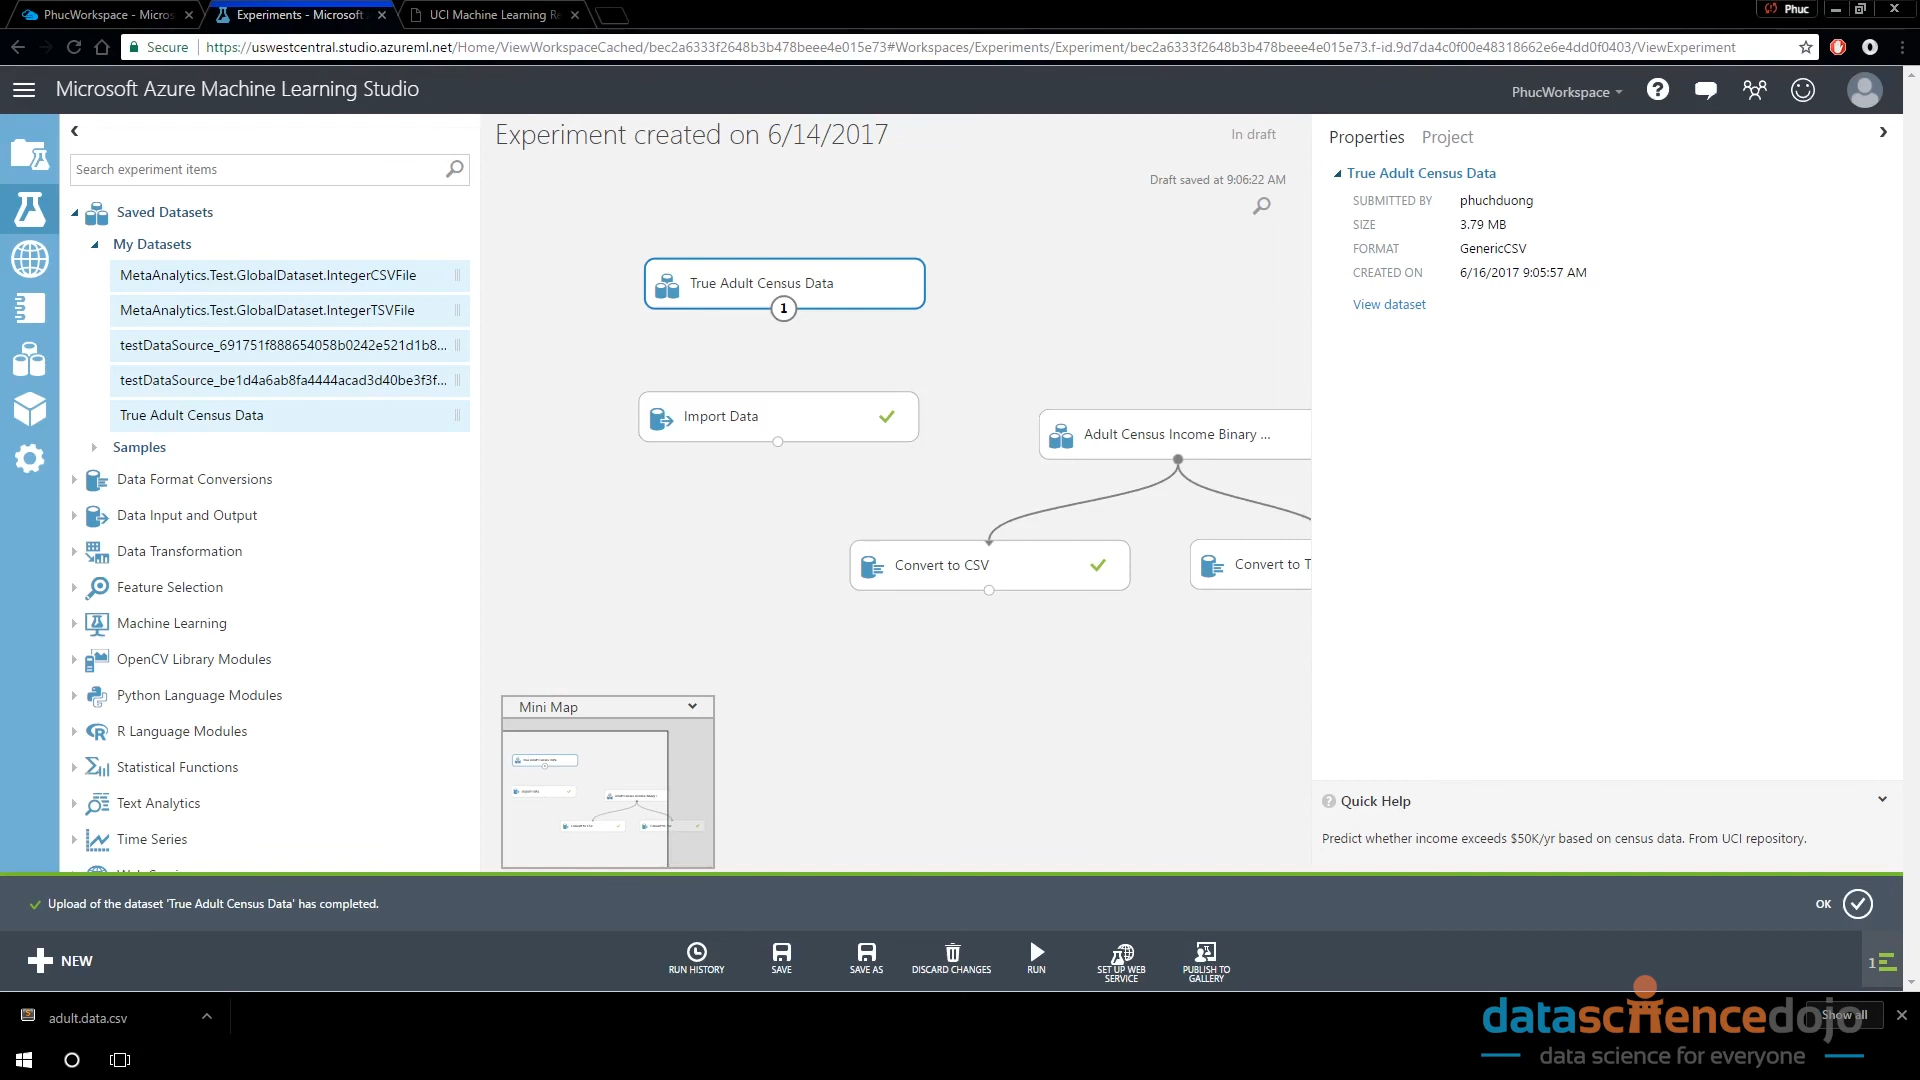 PhucWorkspace - Micros
Experiments - Microsoft
UCI Machine Learning Re
Phuc
Secure
https://uswestcentral.studio.azureml.net/Home/ViewWorkspaceCached/bec2a6333f2648b3b478beee4e015e73#Workspaces/Experiments/Experiment/bec2a6333f2648b3b478beee4e015e73.f-id.9d7da4c0f00e48318662e6e4dd0f0403/ViewExperiment
Microsoft Azure Machine Learning Studio
PhucWorkspace
Search experiment items
Saved Datasets
My Datasets
MetaAnalytics.Test.GlobalDataset.IntegerCSVFile
MetaAnalytics.Test.GlobalDataset.IntegerTSVFile
testDataSource_691751f888654058b0242e521d1b8...
testDataSource_be1d4a6ab8fa4444acad3d40be3f3f...
True Adult Census Data
Samples
Data Format Conversions
Data Input and Output
Data Transformation
Feature Selection
Machine Learning
OpenCV Library Modules
Python Language Modules
R Language Modules
Statistical Functions
Text Analytics
Time Series
Experiment created on 6/14/2017
In draft
Draft saved at 9:06:22 AM
True Adult Census Data
1
Import Data
Adult Census Income Binary ...
Convert to CSV
Convert to T
Mini Map
Properties
Project
True Adult Census Data
SUBMITTED BY phuchduong
SIZE 3.79 MB
FORMAT GenericCSV
CREATED ON 6/16/2017 9:05:57 AM
View dataset
Quick Help
Predict whether income exceeds $50K/yr based on census data. From UCI repository.
Upload of the dataset 'True Adult Census Data' has completed.
OK
NEW
RUN HISTORY
SAVE
SAVE AS
DISCARD CHANGES
RUN
SET UP WEB
SERVICE
PUBLISH TO
GALLERY
1
adult.data.csv
Show all
datasciencedojo
data science for everyone